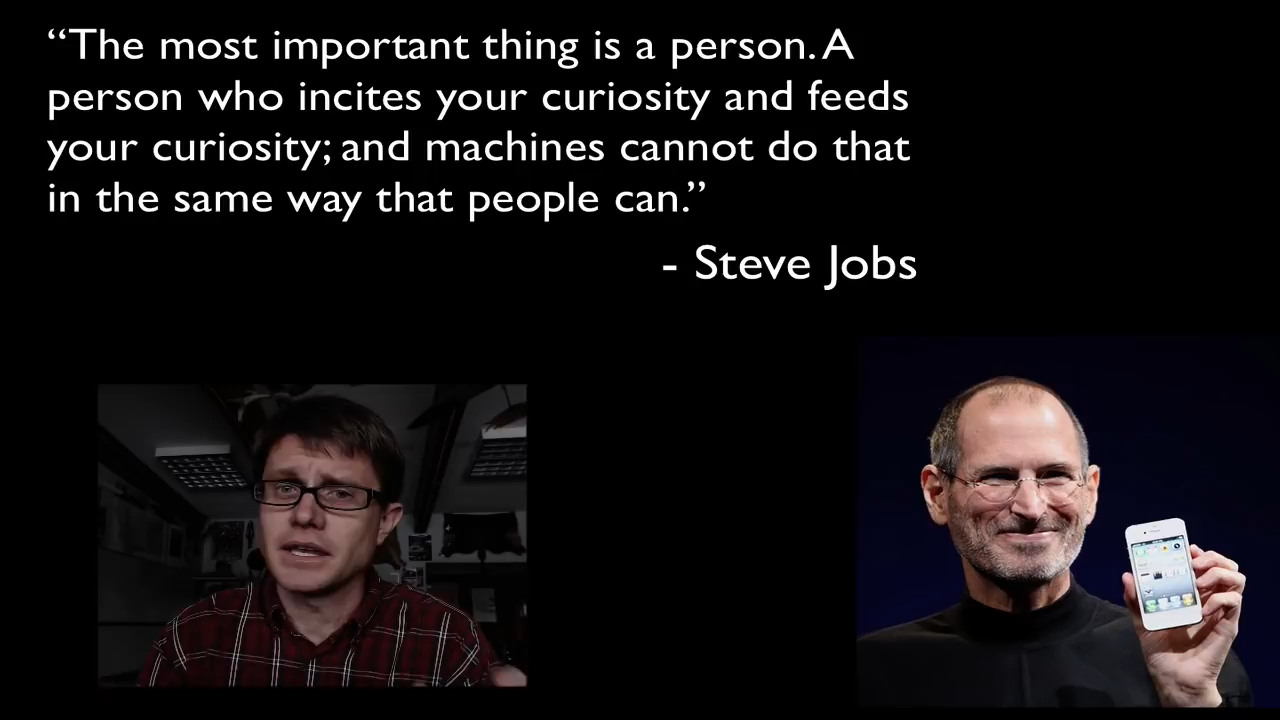 “The most important thing is a person. A
person who incites your curiosity and feeds
your curiosity; and machines cannot do that
in the same way that people can.”
- Steve Jobs